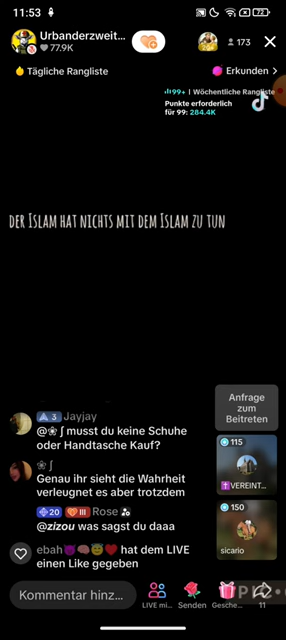 11:53
72
Urbanderzweit...
77.9K
173
Tägliche Rangliste
Erkunden >
99+ | Wöchentliche Rangliste
Punkte erforderlich
für 99: 284.4K
DER ISLAM HAT NICHTS MIT DEM ISLAM ZU TUN
Anfrage
zum
Beitreten
3 Jayjay
@❀ ʃ musst du keine Schuhe
oder Handtasche Kauf?
115
VEREINT...
❀ ʃ
Genau ihr sieht die Wahrheit
verleugnet es aber trotzdem
20 III Rose
@zizou was sagst du daaa
150
sicario
ebah😈🧠😇❤️ hat dem LIVE
einen Like gegeben
Kommentar hinz...
LIVE mi...
Senden
Gesche...
11